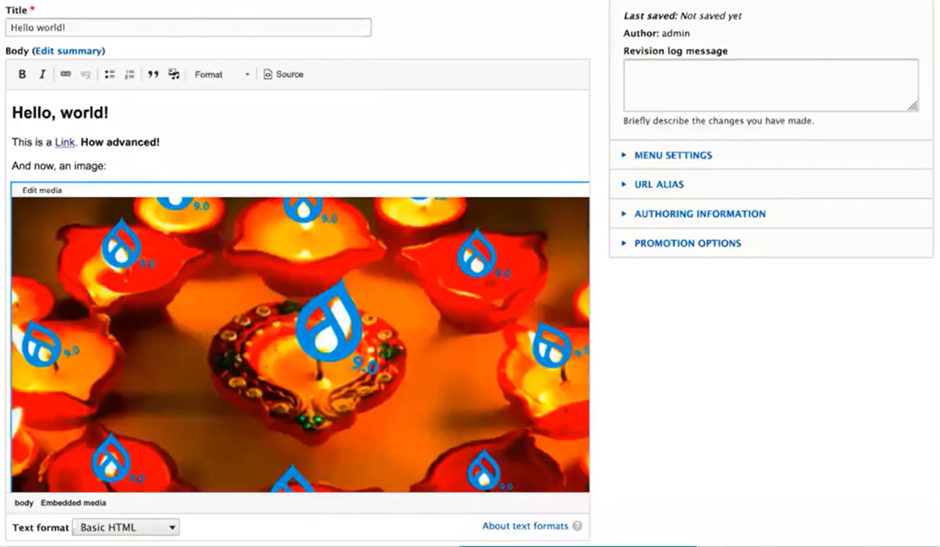 Title *
Hello world!
Body (Edit summary)
B I Format Source
Hello, world!
This is a Link. How advanced!
And now, an image:
Edit media
9.0
9.0
9.0
9.0
9.0
9.0
9.0
9.0
body Embedded media
Text format Basic HTML
About text formats ?
Last saved: Not saved yet
Author: admin
Revision log message
Briefly describe the changes you have made.
MENU SETTINGS
URL ALIAS
AUTHORING INFORMATION
PROMOTION OPTIONS